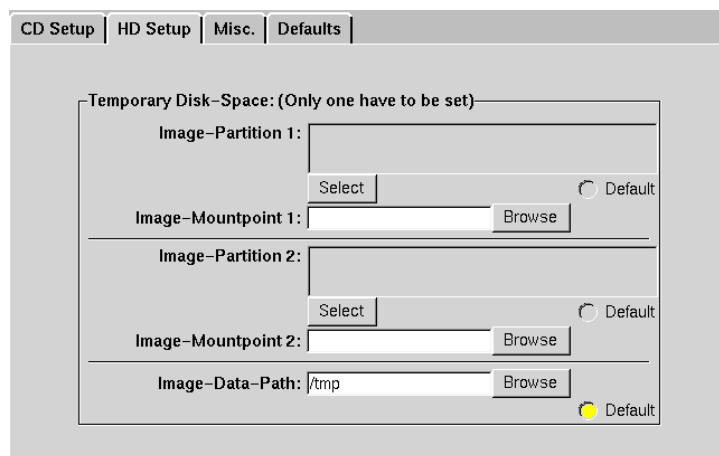 CD Setup HD Setup Misc. Defaults
Temporary Disk-Space: (Only one have to be set)
Image-Partition 1:
Select Default
Image-Mountpoint 1: Browse
Image-Partition 2:
Select Default
Image-Mountpoint 2: Browse
Image-Data-Path: /tmp Browse
Default